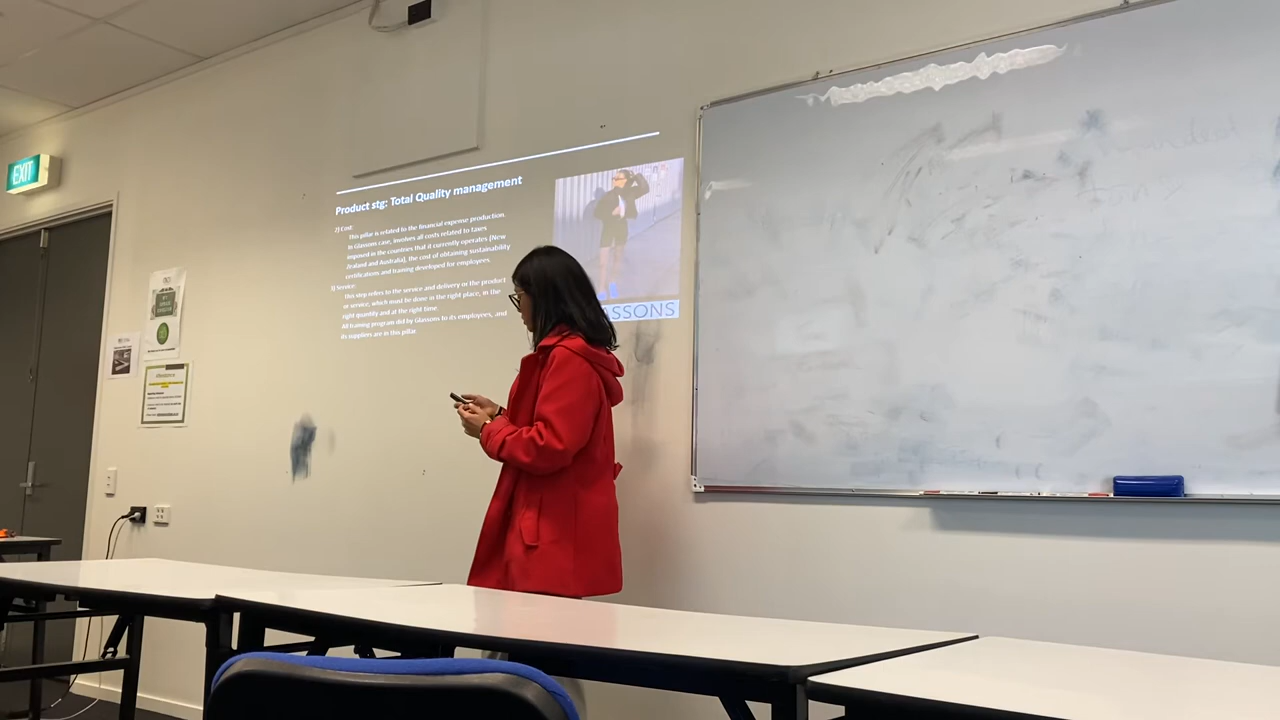 EXIT
Product stg: Total Quality management
2) Cost:
This pillar is related to the financial expense production.
In Glassons case, involves all costs related to taxes
imposed in the countries that it currently operates (New
Zealand and Australia), the cost of obtaining sustainability
certifications and training developed for employees
3) Service:
This step refers to the service and delivery or the product
or service, which must be done in the right place, in the
right quantity and at the right time.
All training program did by Glassons to its employees, and
its suppliers are in this pillar.
ASSONS